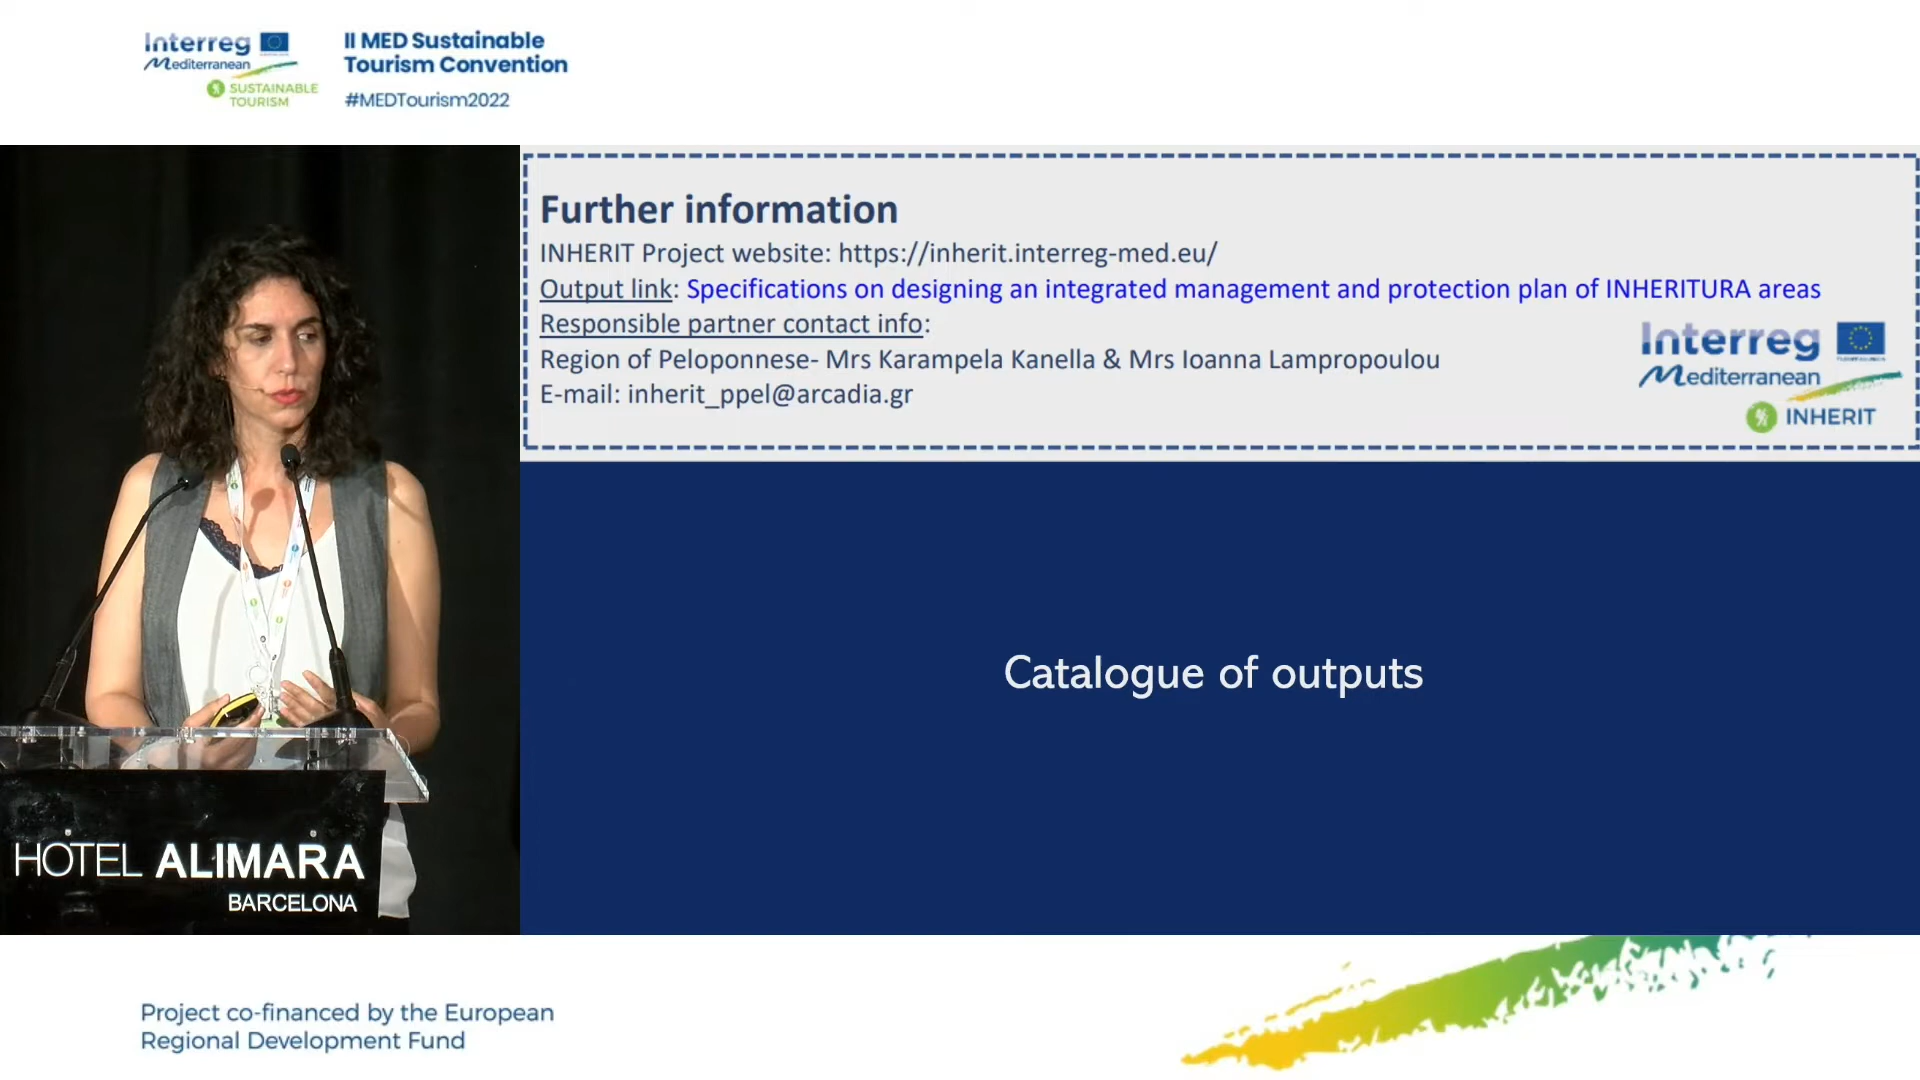 Interreg
Mediterranean
SUSTAINABLE
TOURISM
II MED Sustainable
Tourism Convention
#MEDTourism2022
Further information
INHERIT Project website: https://inherit.interreg-med.eu/
Output link: Specifications on designing an integrated management and protection plan of INHERITURA areas
Responsible partner contact info:
Region of Peloponnese- Mrs Karampela Kanella & Mrs Ioanna Lampropoulou
E-mail: inherit_ppel@arcadia.gr
Interreg
Mediterranean
INHERIT
Catalogue of outputs
HOTEL ALIMARA
BARCELONA
Project co-financed by the European
Regional Development Fund